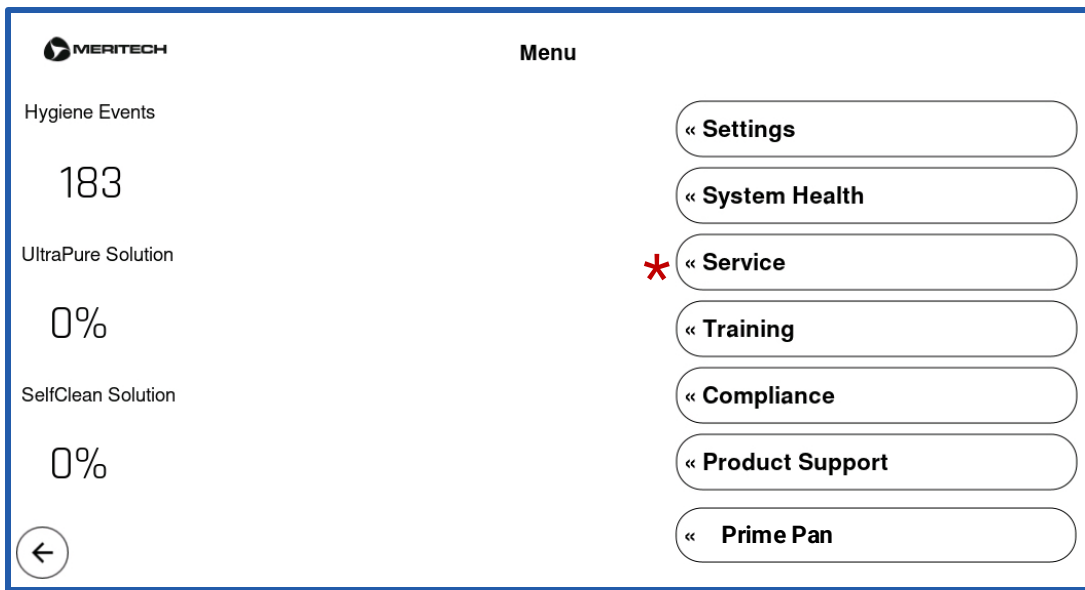 MERITECH
Menu
Hygiene Events
183
UltraPure Solution
0%
SelfClean Solution
0%
« Settings
« System Health
* « Service
« Training
« Compliance
« Product Support
« Prime Pan